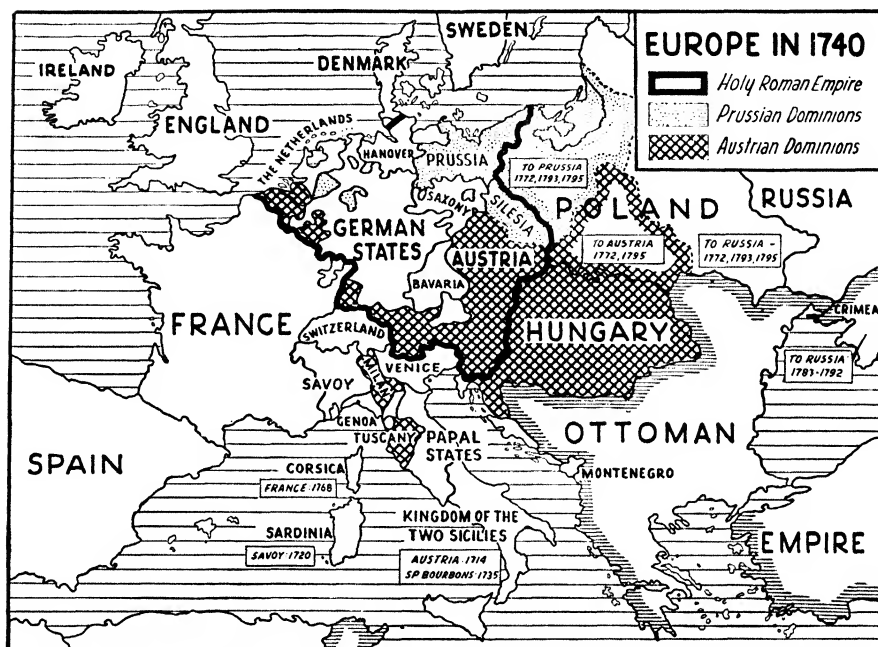 EUROPE IN 1740
Holy Roman Empire
Prussian Dominions
Austrian Dominions
SWEDEN
DENMARK
IRELAND
ENGLAND
THE NETHERLANDS
HANOVER
PRUSSIA
TO PRUSSIA
1772, 1793, 1795
RUSSIA
SAXONY
SILESIA
POLAND
GERMAN
STATES
TO AUSTRIA
1772, 1795
TO RUSSIA –
1772, 1793, 1795
AUSTRIA
BAVARIA
FRANCE
SWITZERLAND
HUNGARY
CRIMEA
TO RUSSIA
1783-1792
VENICE
SAVOY
MILAN
GENOA
TUSCANY
PAPAL
STATES
OTTOMAN
SPAIN
MONTENEGRO
CORSICA
FRANCE-1768
SARDINIA
SAVOY-1720
KINGDOM OF THE
TWO SICILIES
AUSTRIA-1714
SP BOURBONS-1735
EMPIRE